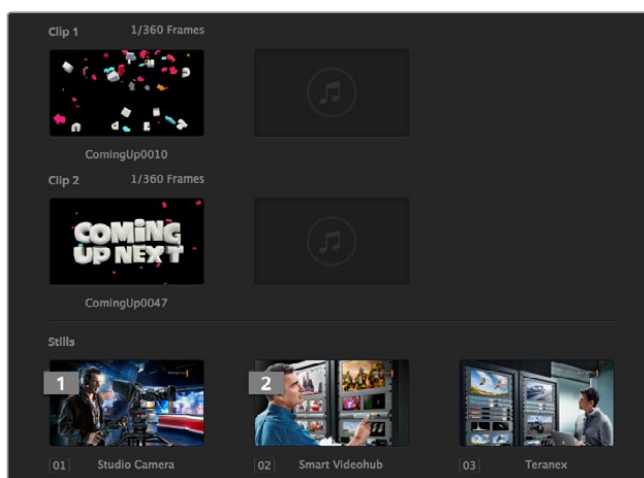 Clip 1 1/360 Frames
ComingUp0010
Clip 2 1/360 Frames
COMING
UP NEXT
ComingUp0047
Stills
1 2
01 Studio Camera 02 Smart Videohub 03 Teranex